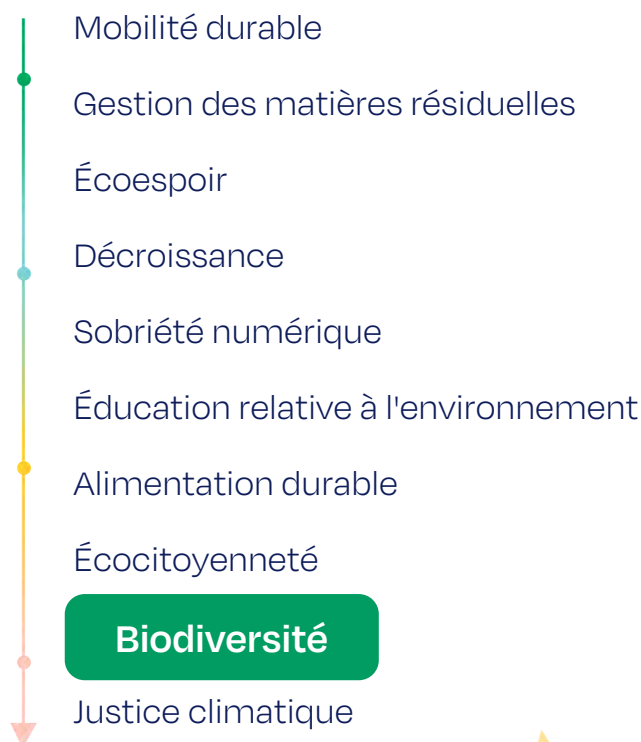 Mobilité durable
Gestion des matières résiduelles
Écoespoir
Décroissance
Sobriété numérique
Éducation relative à l'environnement
Alimentation durable
Écocitoyenneté
Biodiversité
Justice climatique